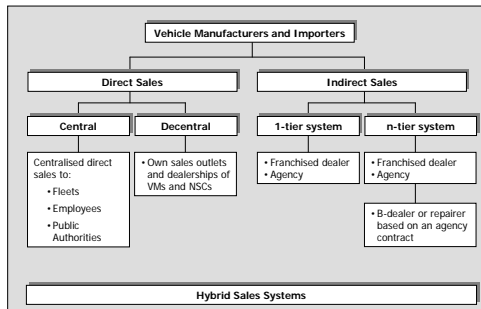 Vehicle Manufacturers and Importers
Direct Sales
Indirect Sales
Central
Decentral
1-tier system
n-tier system
Centralised direct
sales to:
• Fleets
• Employees
• Public
Authorities
• Own sales outlets
and dealerships of
VMs and NSCs
• Franchised dealer
• Agency
• Franchised dealer
• Agency
• B-dealer or repairer
based on an agency
contract
Hybrid Sales Systems